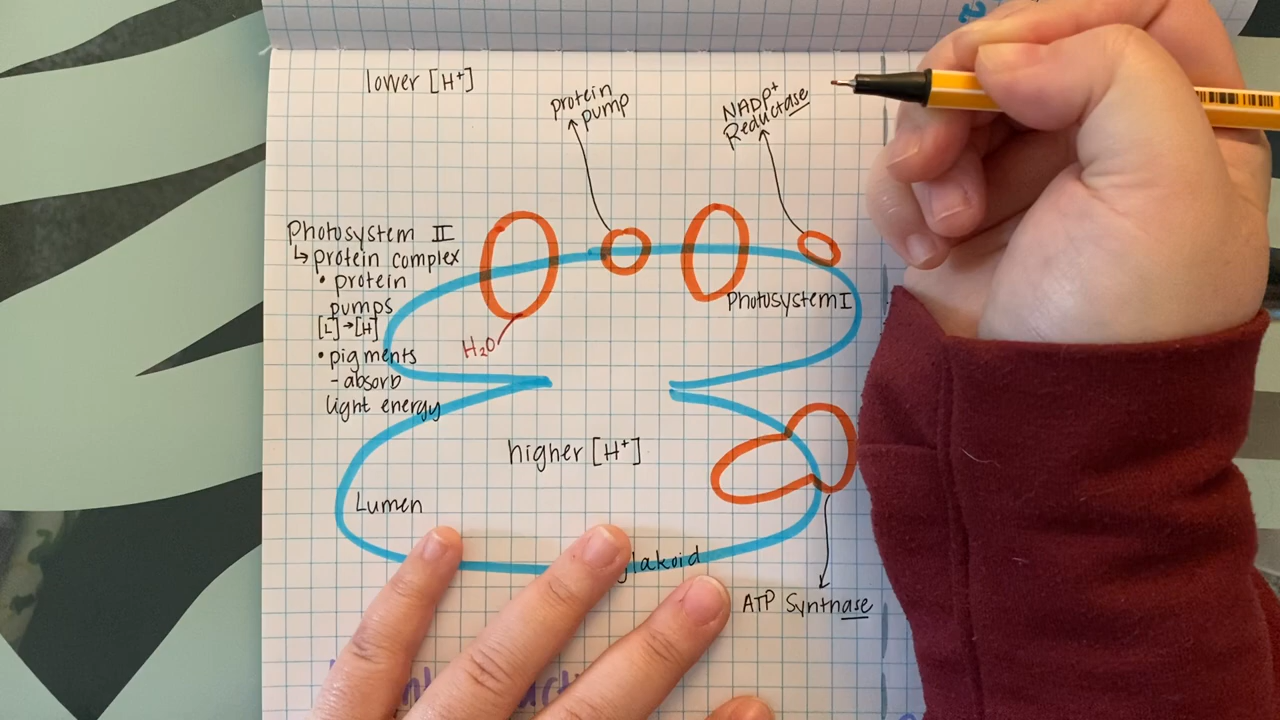 lower [H+]
protein
pump
NADP+
Reductase
Photosystem II
↳ protein complex
• protein
pumps
[L]→[H]
• pigments
- absorb
light energy
H2O
Photosystem I
higher [H+]
Lumen
ATP Synthase